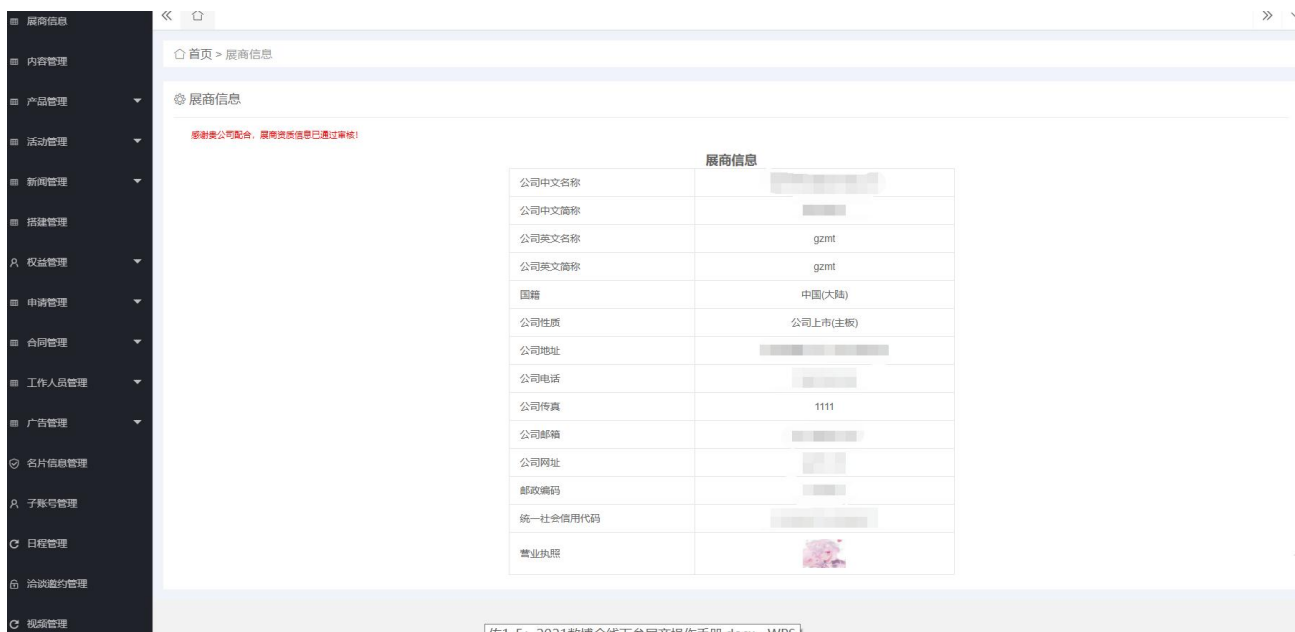 展商信息
内容管理
产品管理
活动管理
新闻管理
搭建管理
权益管理
申请管理
合同管理
工作人员管理
广告管理
名片信息管理
子账号管理
日程管理
洽谈邀约管理
视频管理
首页 > 展商信息
展商信息
感谢贵公司配合，展商资质信息已通过审核！
展商信息
公司中文名称
公司中文简称
公司英文名称 gzmt
公司英文简称 gzmt
国籍 中国(大陆)
公司性质 公司上市(主板)
公司地址
公司电话
公司传真 1111
公司邮箱
公司网址
邮政编码
统一社会信用代码
营业执照